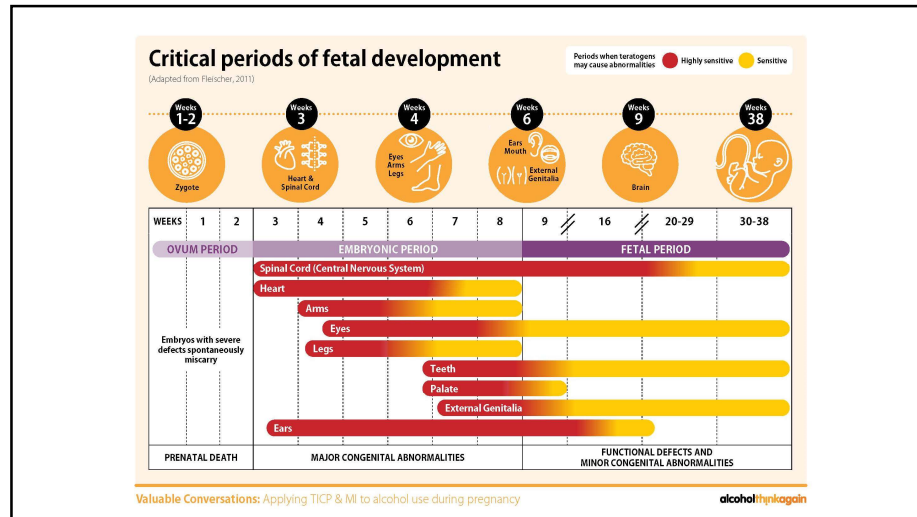 Critical periods of fetal development
(Adapted from Fleischer, 2011)
Periods when teratogens
may cause abnormalities
Highly sensitive
Sensitive
Weeks
1-2
Weeks
3
Weeks
4
Weeks
6
Weeks
9
Weeks
38
Zygote
Heart &
Spinal Cord
Eyes
Arms
Legs
Ears
Mouth
External
Genitalia
Brain
WEEKS 1 2 3 4 5 6 7 8 9 16 20-29 30-38
OVUM PERIOD EMBRYONIC PERIOD FETAL PERIOD
Spinal Cord (Central Nervous System)
Heart
Arms
Eyes
Embryos with severe
defects spontaneously
miscarry
Legs
Teeth
Palate
External Genitalia
Ears
PRENATAL DEATH
MAJOR CONGENITAL ABNORMALITIES
FUNCTIONAL DEFECTS AND
MINOR CONGENITAL ABNORMALITIES
Valuable Conversations: Applying TICP & MI to alcohol use during pregnancy
alcoholthinkagain